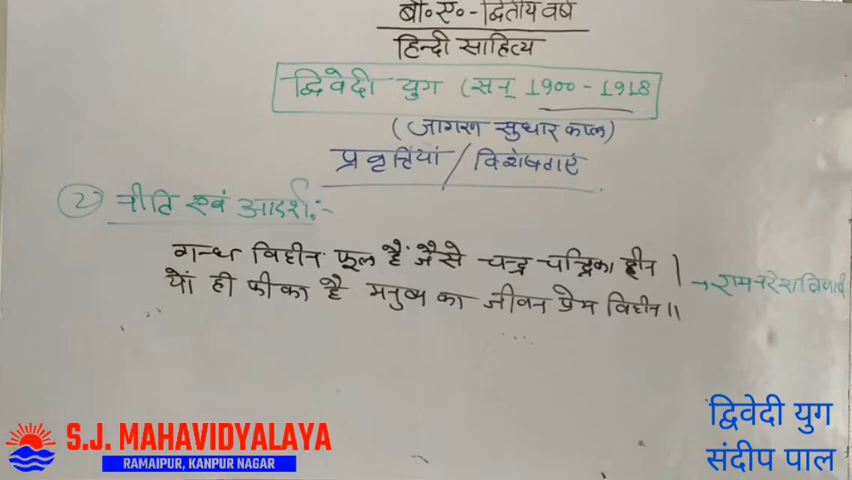 बी॰ए॰-द्वितीय वर्ष
हिन्दी साहित्य
द्विवेदी युग (सन् 1900-1918
(जागरण सुधार काल)
प्रवृत्तियां/विशेषताएं
2) नीति एवं आदर्श:-
गन्ध विहीन फूल हैं जैसे चन्द्र चन्द्रिका हीन।
यों ही फीका है मनुष्य का जीवन प्रेम विहीन॥
→ रामनरेश त्रिपाठी
S.J. MAHAVIDYALAYA
RAMAIPUR, KANPUR NAGAR
द्विवेदी युग
संदीप पाल